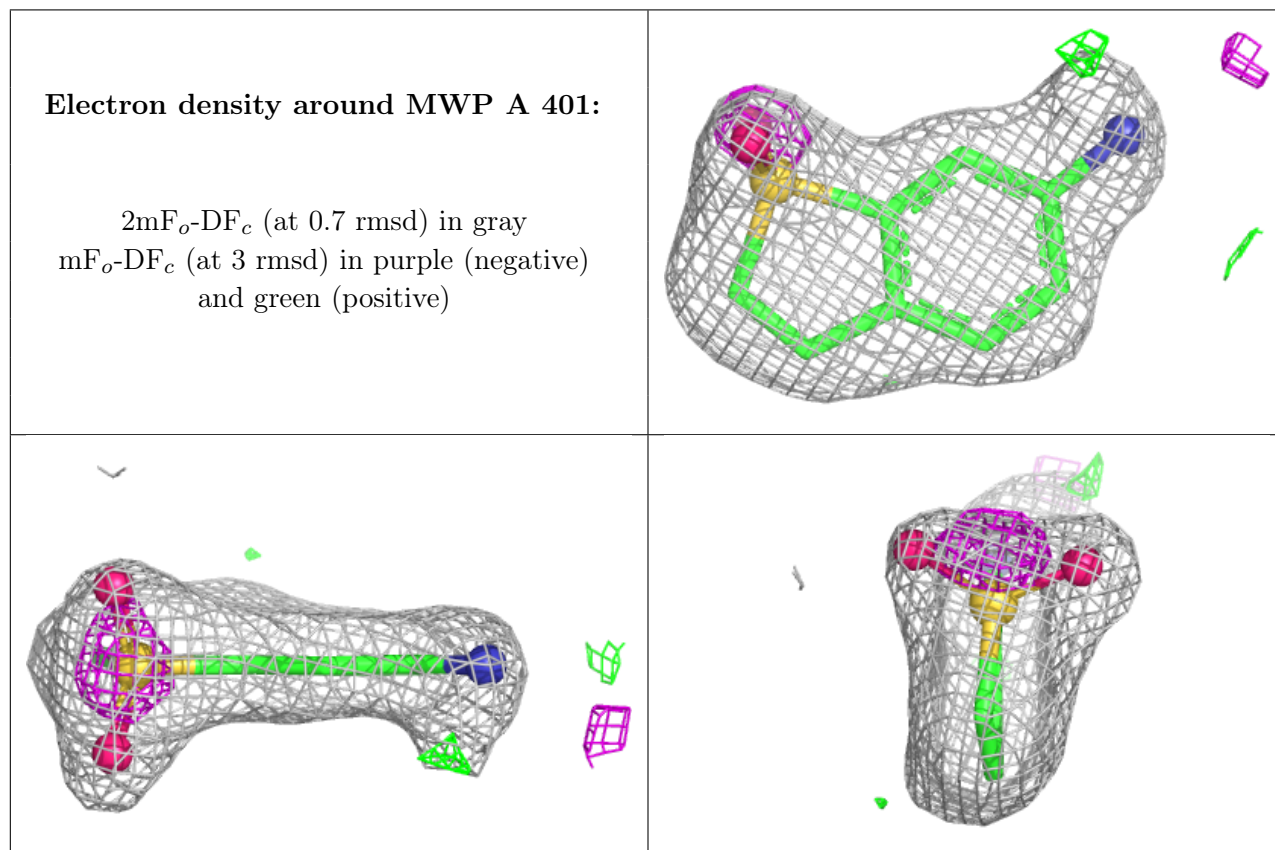 Electron density around MWP A 401:
2mFo-DFc (at 0.7 rmsd) in gray
mFo-DFc (at 3 rmsd) in purple (negative)
and green (positive)